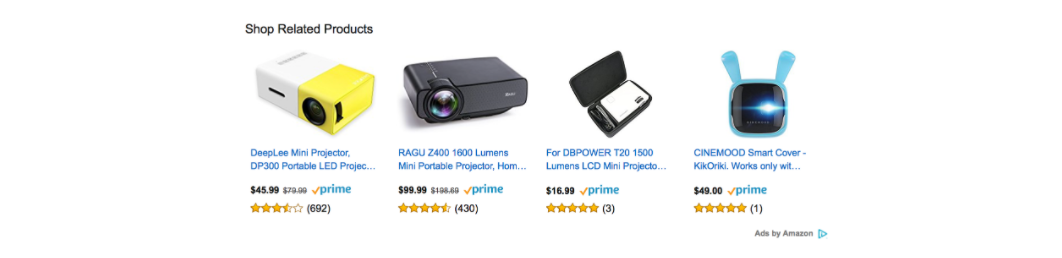 Shop Related Products
DeepLee Mini Projector,
DP300 Portable LED Projec...
$45.99 $79.99 prime
(692)
RAGU Z400 1600 Lumens
Mini Portable Projector, Hom...
$99.99 $198.69 prime
(430)
For DBPOWER T20 1500
Lumens LCD Mini Projecto...
$16.99 prime
(3)
CINEMOOD Smart Cover -
KikOriki. Works only wit...
$49.00 prime
(1)
Ads by Amazon